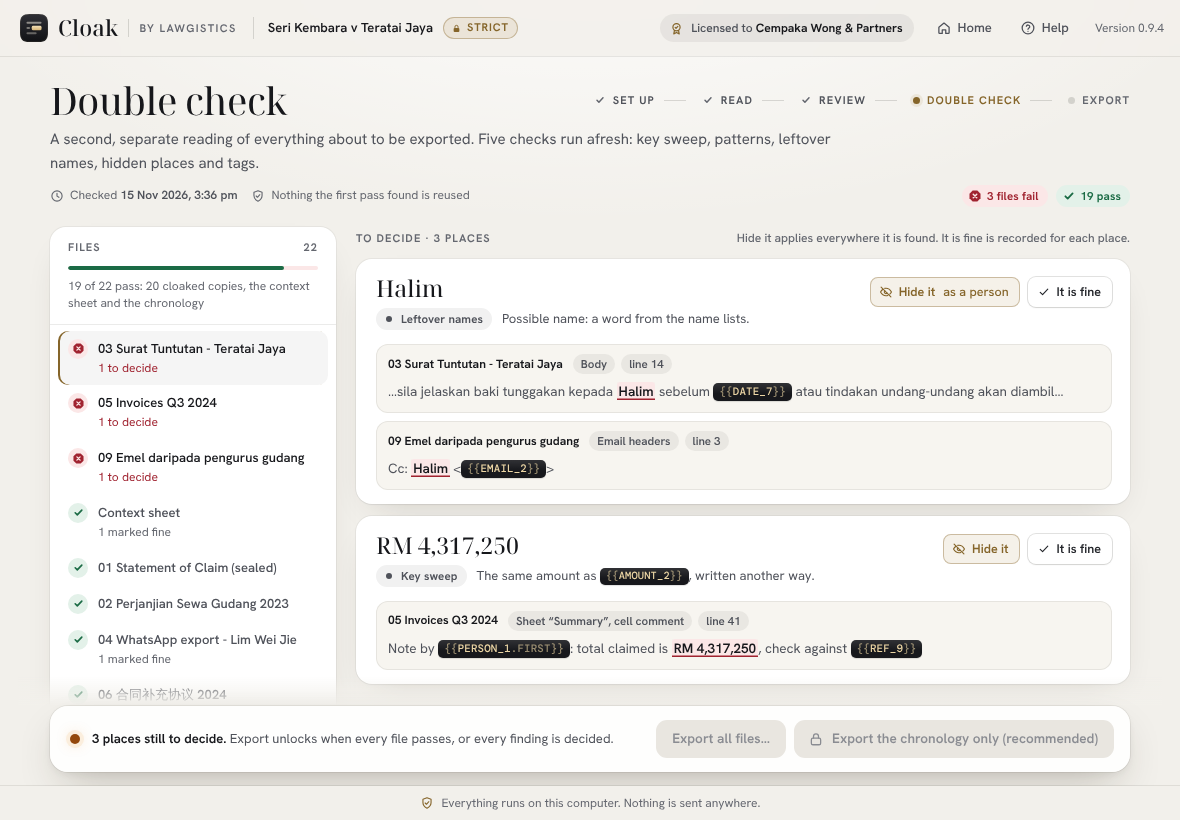 Cloak BY LAWGISTICS Seri Kembara v Teratai Jaya STRICT Licensed to Cempaka Wong & Partners Home Help Version 0.9.4
Double check
SET UP READ REVIEW DOUBLE CHECK EXPORT
A second, separate reading of everything about to be exported. Five checks run afresh: key sweep, patterns, leftover
names, hidden places and tags.
Checked 15 Nov 2026, 3:36 pm Nothing the first pass found is reused 3 files fail 19 pass
FILES 22
19 of 22 pass: 20 cloaked copies, the context
sheet and the chronology
03 Surat Tuntutan - Teratai Jaya
1 to decide
05 Invoices Q3 2024
1 to decide
09 Emel daripada pengurus gudang
1 to decide
Context sheet
1 marked fine
01 Statement of Claim (sealed)
02 Perjanjian Sewa Gudang 2023
04 WhatsApp export - Lim Wei Jie
1 marked fine
06 合同补充协议 2024
TO DECIDE · 3 PLACES Hide it applies everywhere it is found. It is fine is recorded for each place.
Halim Hide it as a person It is fine
Leftover names Possible name: a word from the name lists.
03 Surat Tuntutan - Teratai Jaya Body line 14
...sila jelaskan baki tunggakan kepada Halim sebelum {{DATE_7}} atau tindakan undang-undang akan diambil...
09 Emel daripada pengurus gudang Email headers line 3
Cc: Halim <{{EMAIL_2}}>
RM 4,317,250 Hide it It is fine
Key sweep The same amount as {{AMOUNT_2}}, written another way.
05 Invoices Q3 2024 Sheet “Summary”, cell comment line 41
Note by {{PERSON_1.FIRST}}: total claimed is RM 4,317,250, check against {{REF_9}}
3 places still to decide. Export unlocks when every file passes, or every finding is decided. Export all files... Export the chronology only (recommended)
Everything runs on this computer. Nothing is sent anywhere.